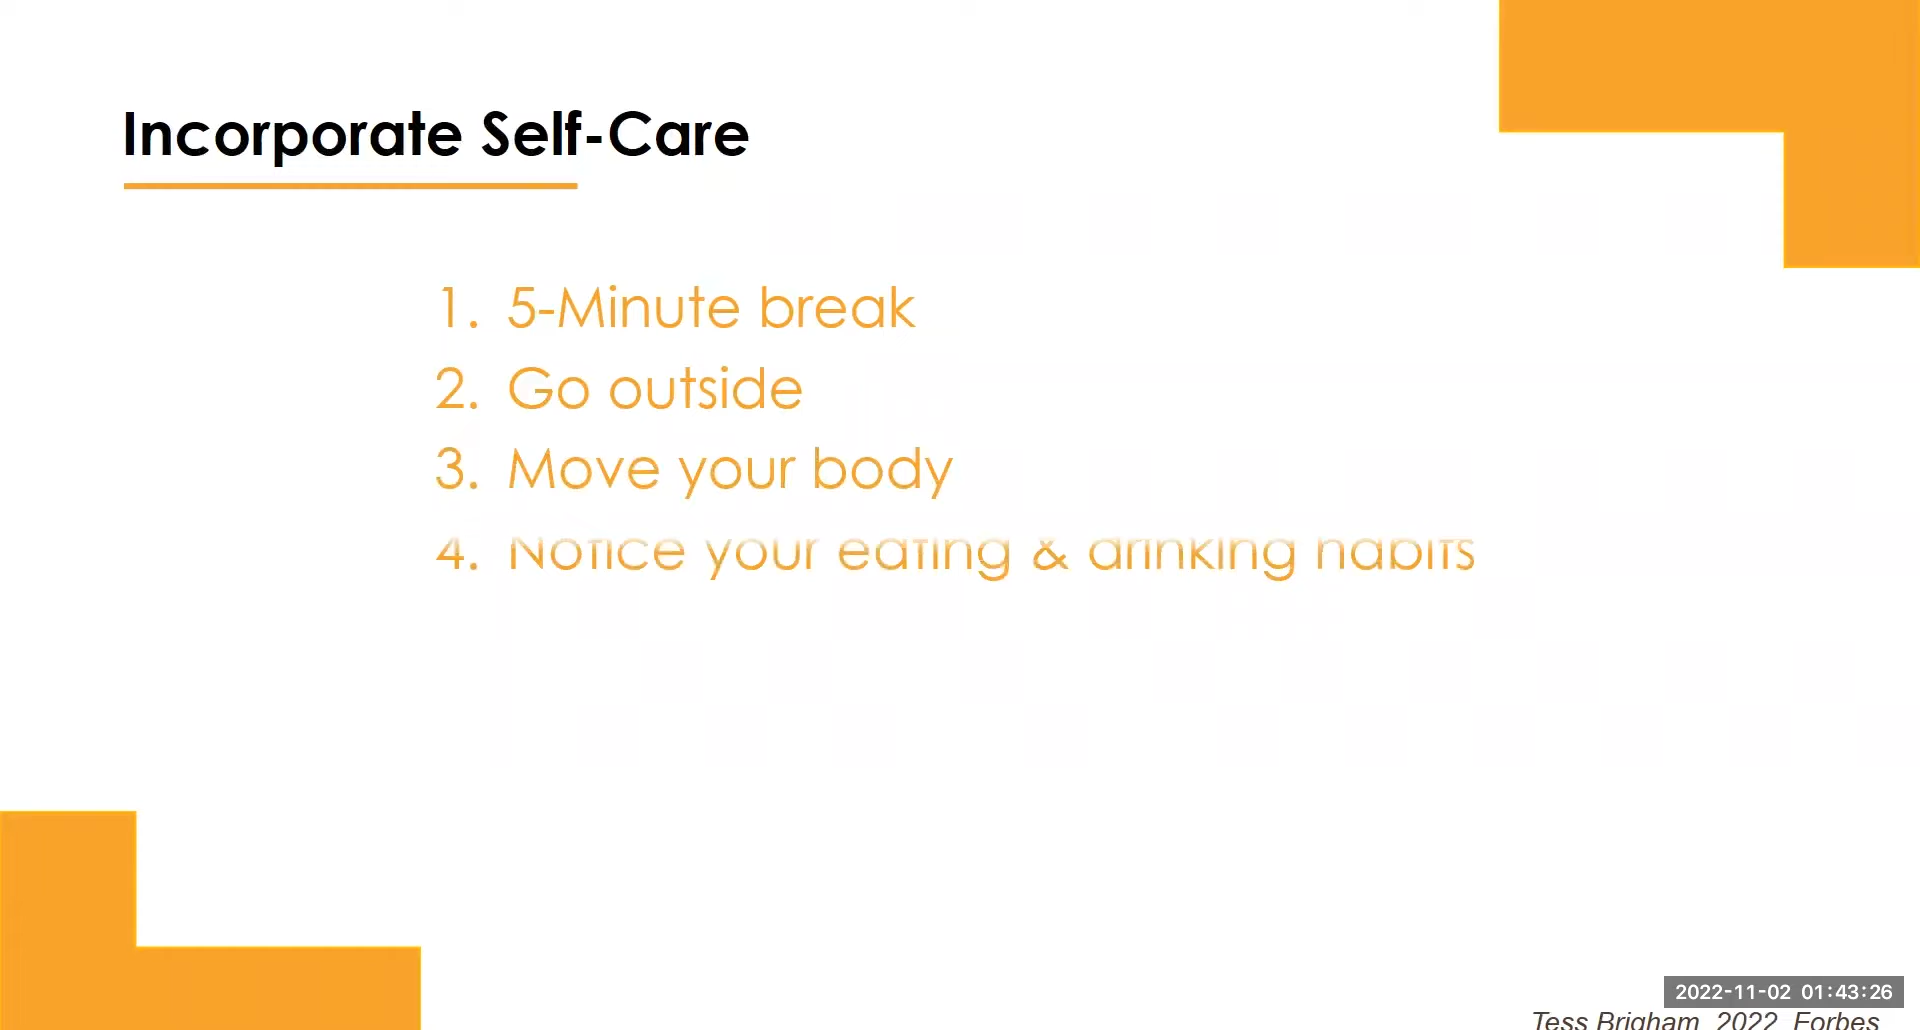 Incorporate Self-Care
1. 5-Minute break
2. Go outside
3. Move your body
4. Notice your eating & drinking habits
2022-11-02 01:43:26
Tess Brigham, 2022, Forbes